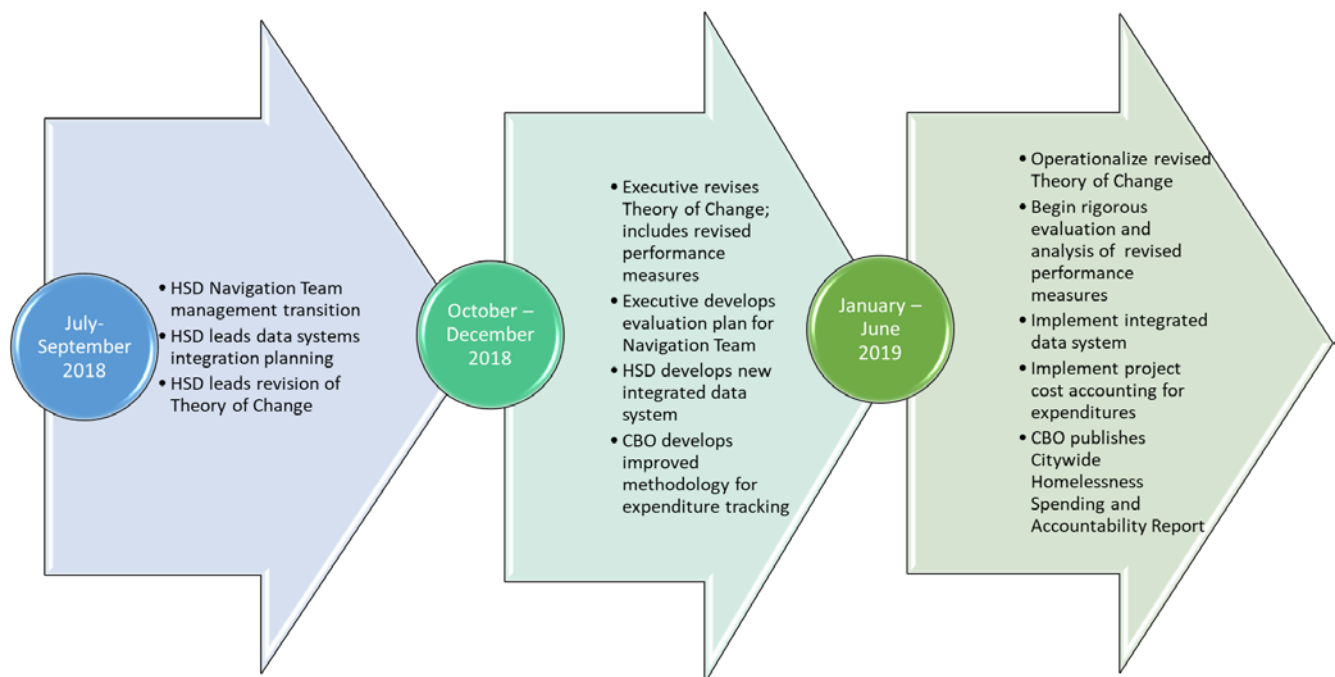 July-
September
2018
• HSD Navigation Team
management transition
• HSD leads data systems
integration planning
• HSD leads revision of
Theory of Change
October –
December
2018
• Executive revises
Theory of Change;
includes revised
performance
measures
• Executive develops
evaluation plan for
Navigation Team
• HSD develops new
integrated data
system
• CBO develops
improved
methodology for
expenditure tracking
January –
June
2019
• Operationalize revised
Theory of Change
• Begin rigorous
evaluation and
analysis of revised
performance
measures
• Implement integrated
data system
• Implement project
cost accounting for
expenditures
• CBO publishes
Citywide
Homelessness
Spending and
Accountability Report